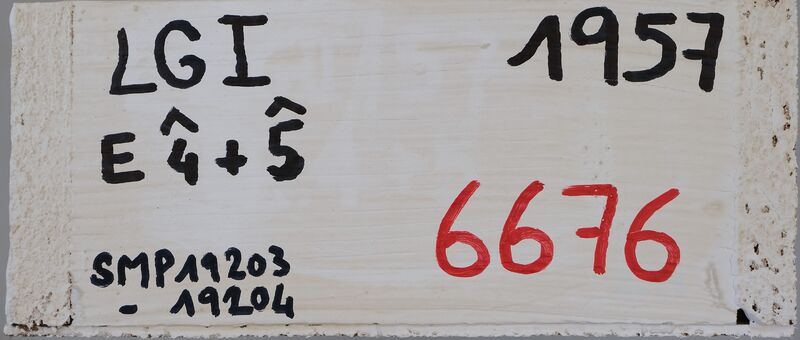 LGI
1957
E 4̂ + 5̂
6676
SMP19203
- 19204